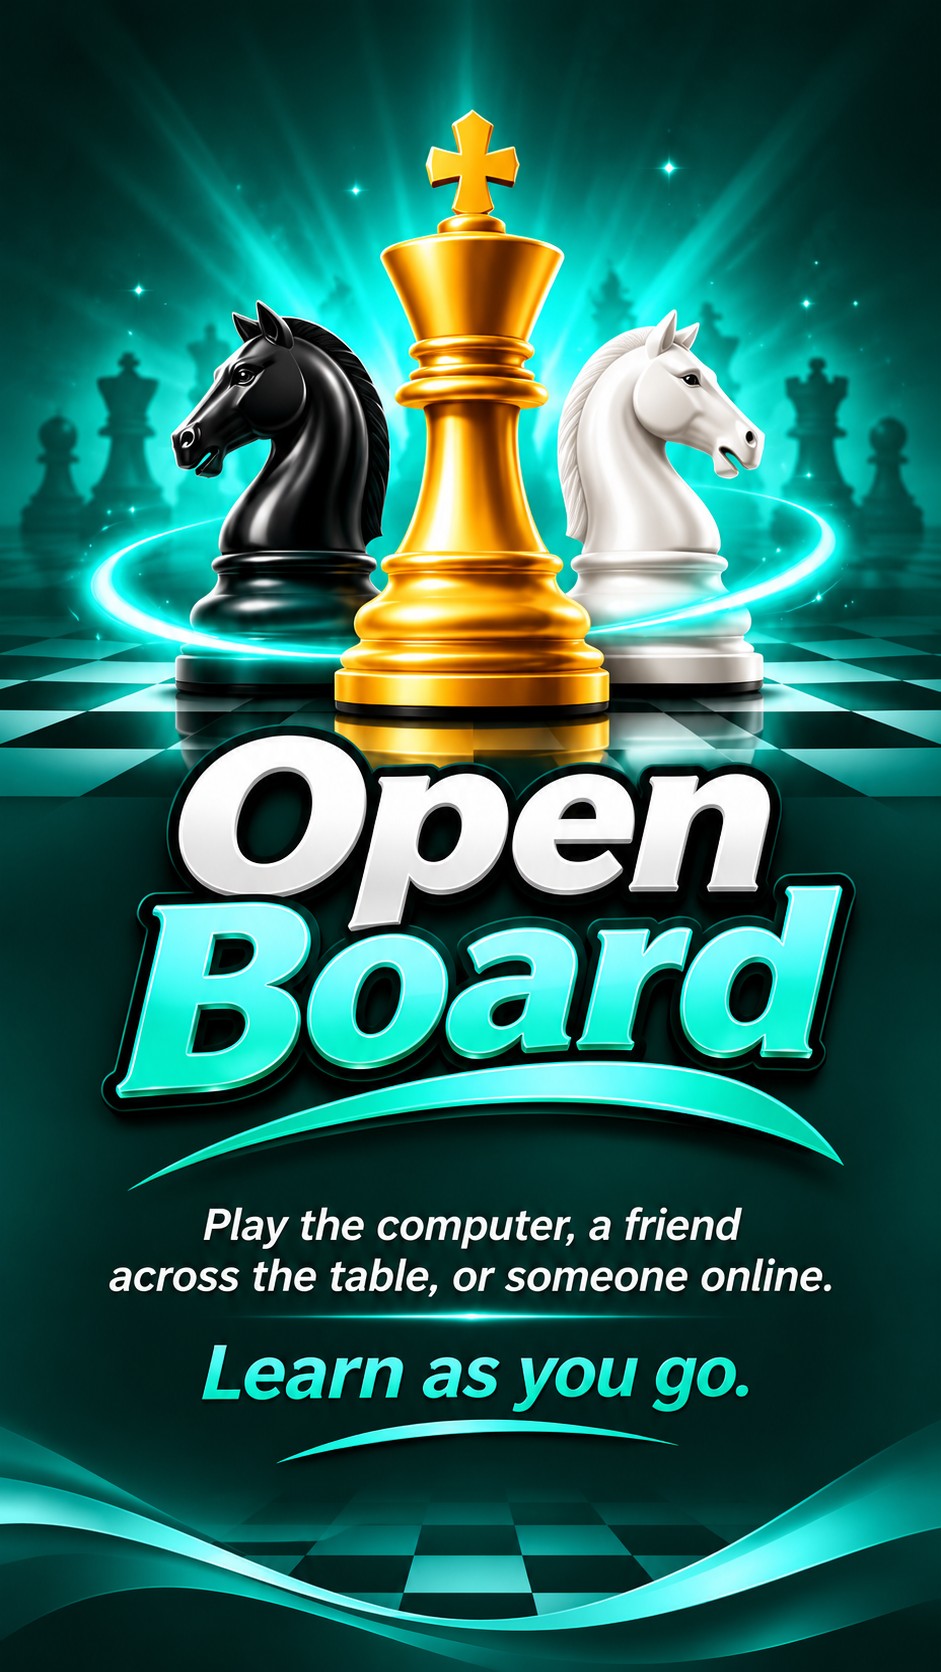 Open
Board
Play the computer, a friend
across the table, or someone online.
Learn as you go.